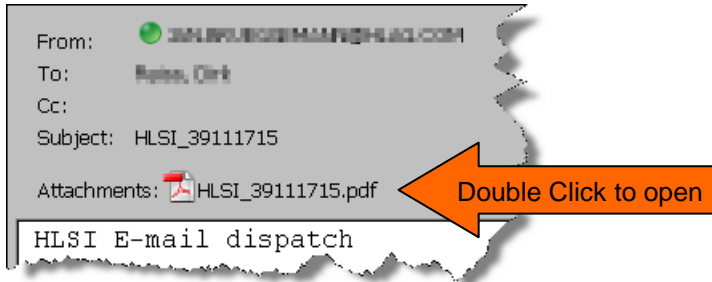 From:
To:
Cc:
Subject: HLSI_39111715
Attachments: HLSI_39111715.pdf
Double Click to open
HLSI E-mail dispatch